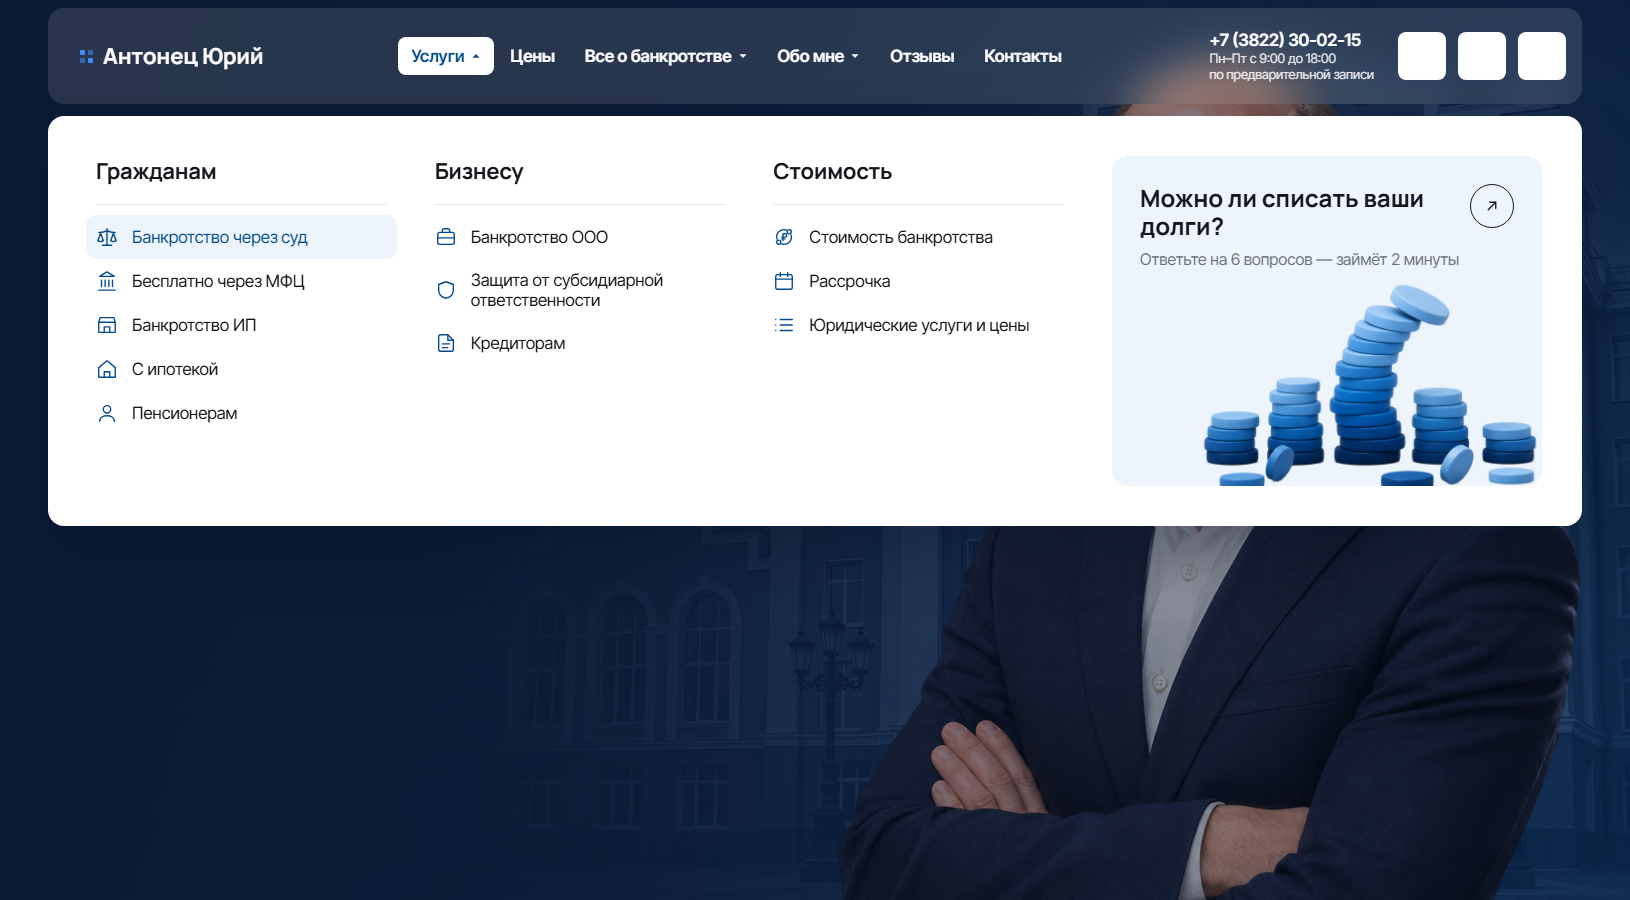 Антонец Юрий
Услуги
Цены
Все о банкротстве
Обо мне
Отзывы
Контакты
+7 (3822) 30-02-15
Пн–Пт с 9:00 до 18:00
по предварительной записи
Гражданам
Банкротство через суд
Бесплатно через МФЦ
Банкротство ИП
С ипотекой
Пенсионерам
Бизнесу
Банкротство ООО
Защита от субсидиарной
ответственности
Кредиторам
Стоимость
Стоимость банкротства
Рассрочка
Юридические услуги и цены
Можно ли списать ваши
долги?
Ответьте на 6 вопросов — займёт 2 минуты